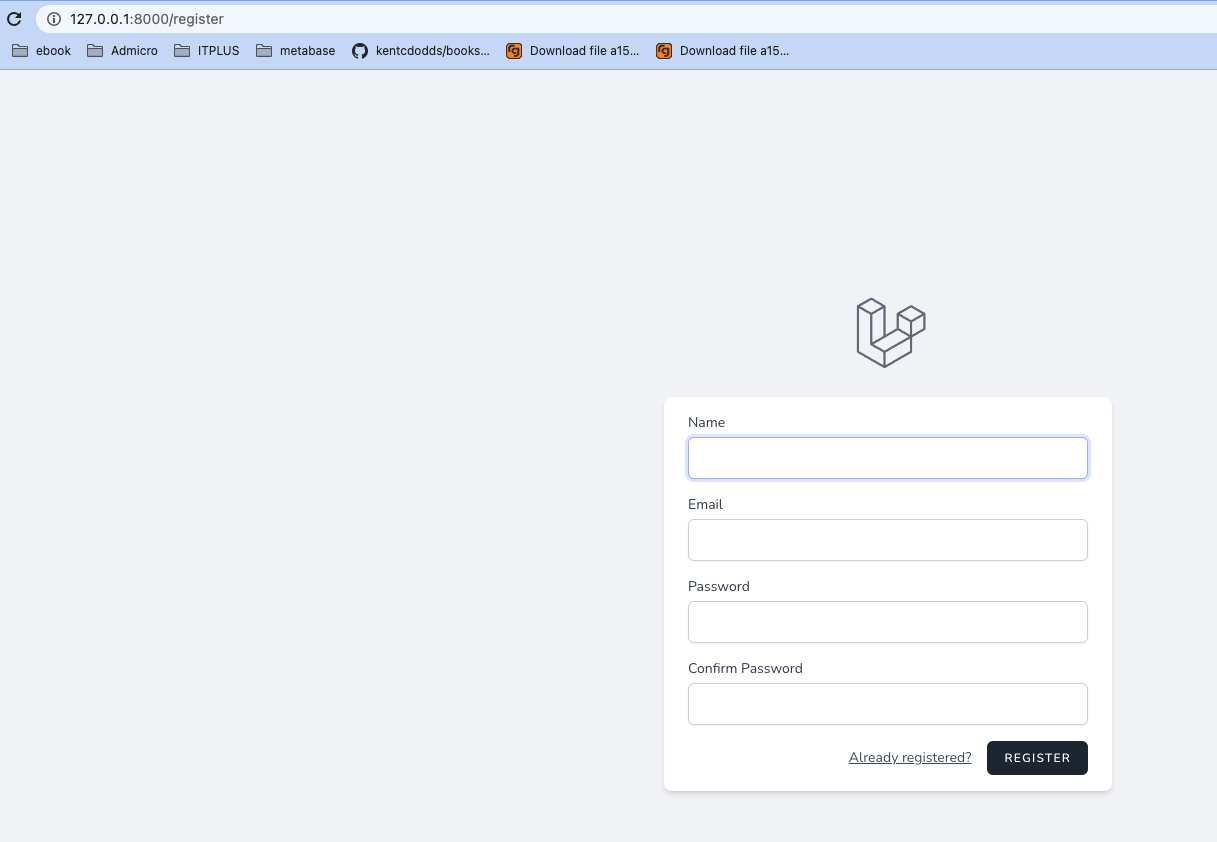 127.0.0.1:8000/register
ebook Admicro ITPLUS metabase kentcdodds/books... Download file a15... Download file a15...
Name
Email
Password
Confirm Password
Already registered? REGISTER